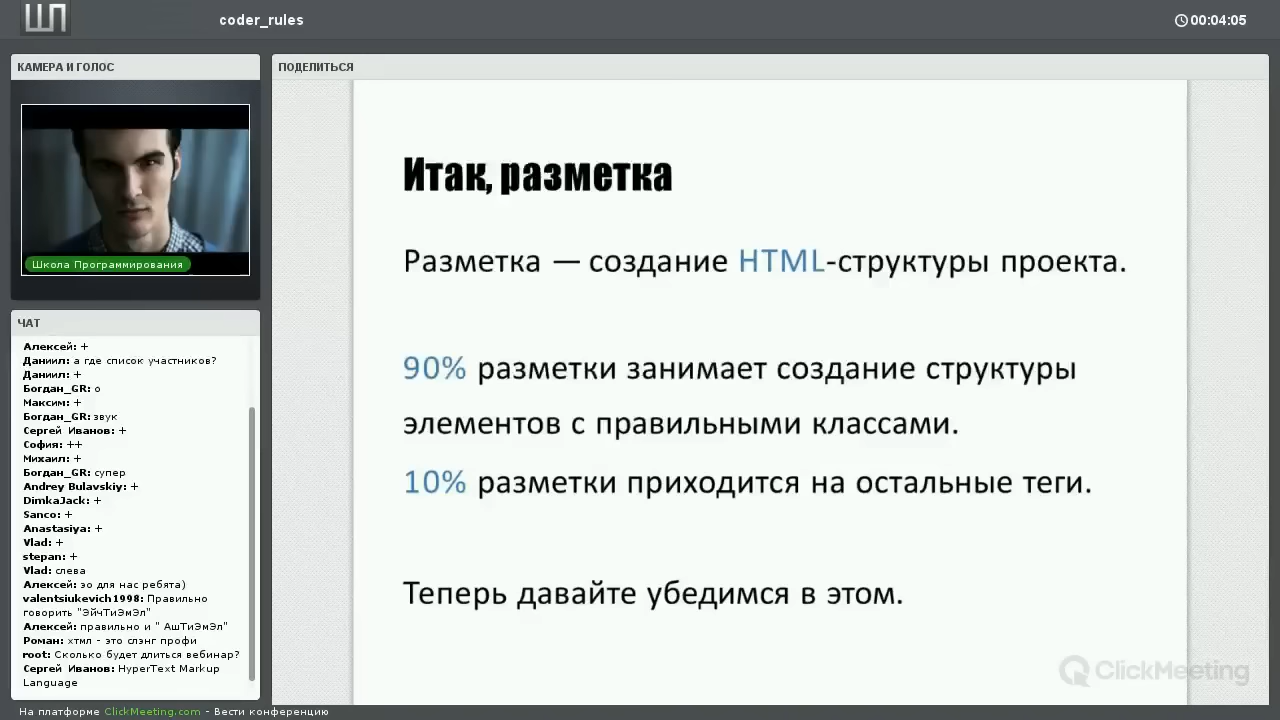 ШП
coder_rules
00:04:05
КАМЕРА И ГОЛОС
Школа Программирования
ЧАТ
Алексей: +
Даниил: а где список участников?
Даниил: +
Богдан_GR: о
Максим: +
Богдан_GR: звук
Сергей Иванов: +
София: ++
Михаил: +
Богдан_GR: супер
Andrey Bulavskiy: +
DimkaJack: +
Sanco: +
Anastasiya: +
Vlad: +
stepan: +
Vlad: слева
Алексей: зо для нас ребята)
valentsiukevich1998: Правильно
говорить "ЭйчТиЭмЭл"
Алексей: правильно и " АшТиЭмЭл"
Роман: хтмл - это слэнг профи
root: Сколько будет длиться вебинар?
Сергей Иванов: HyperText Markup
Language
ПОДЕЛИТЬСЯ
Итак, разметка
Разметка — создание HTML-структуры проекта.
90% разметки занимает создание структуры
элементов с правильными классами.
10% разметки приходится на остальные теги.
Теперь давайте убедимся в этом.
ClickMeeting
На платформе ClickMeeting.com - Вести конференцию